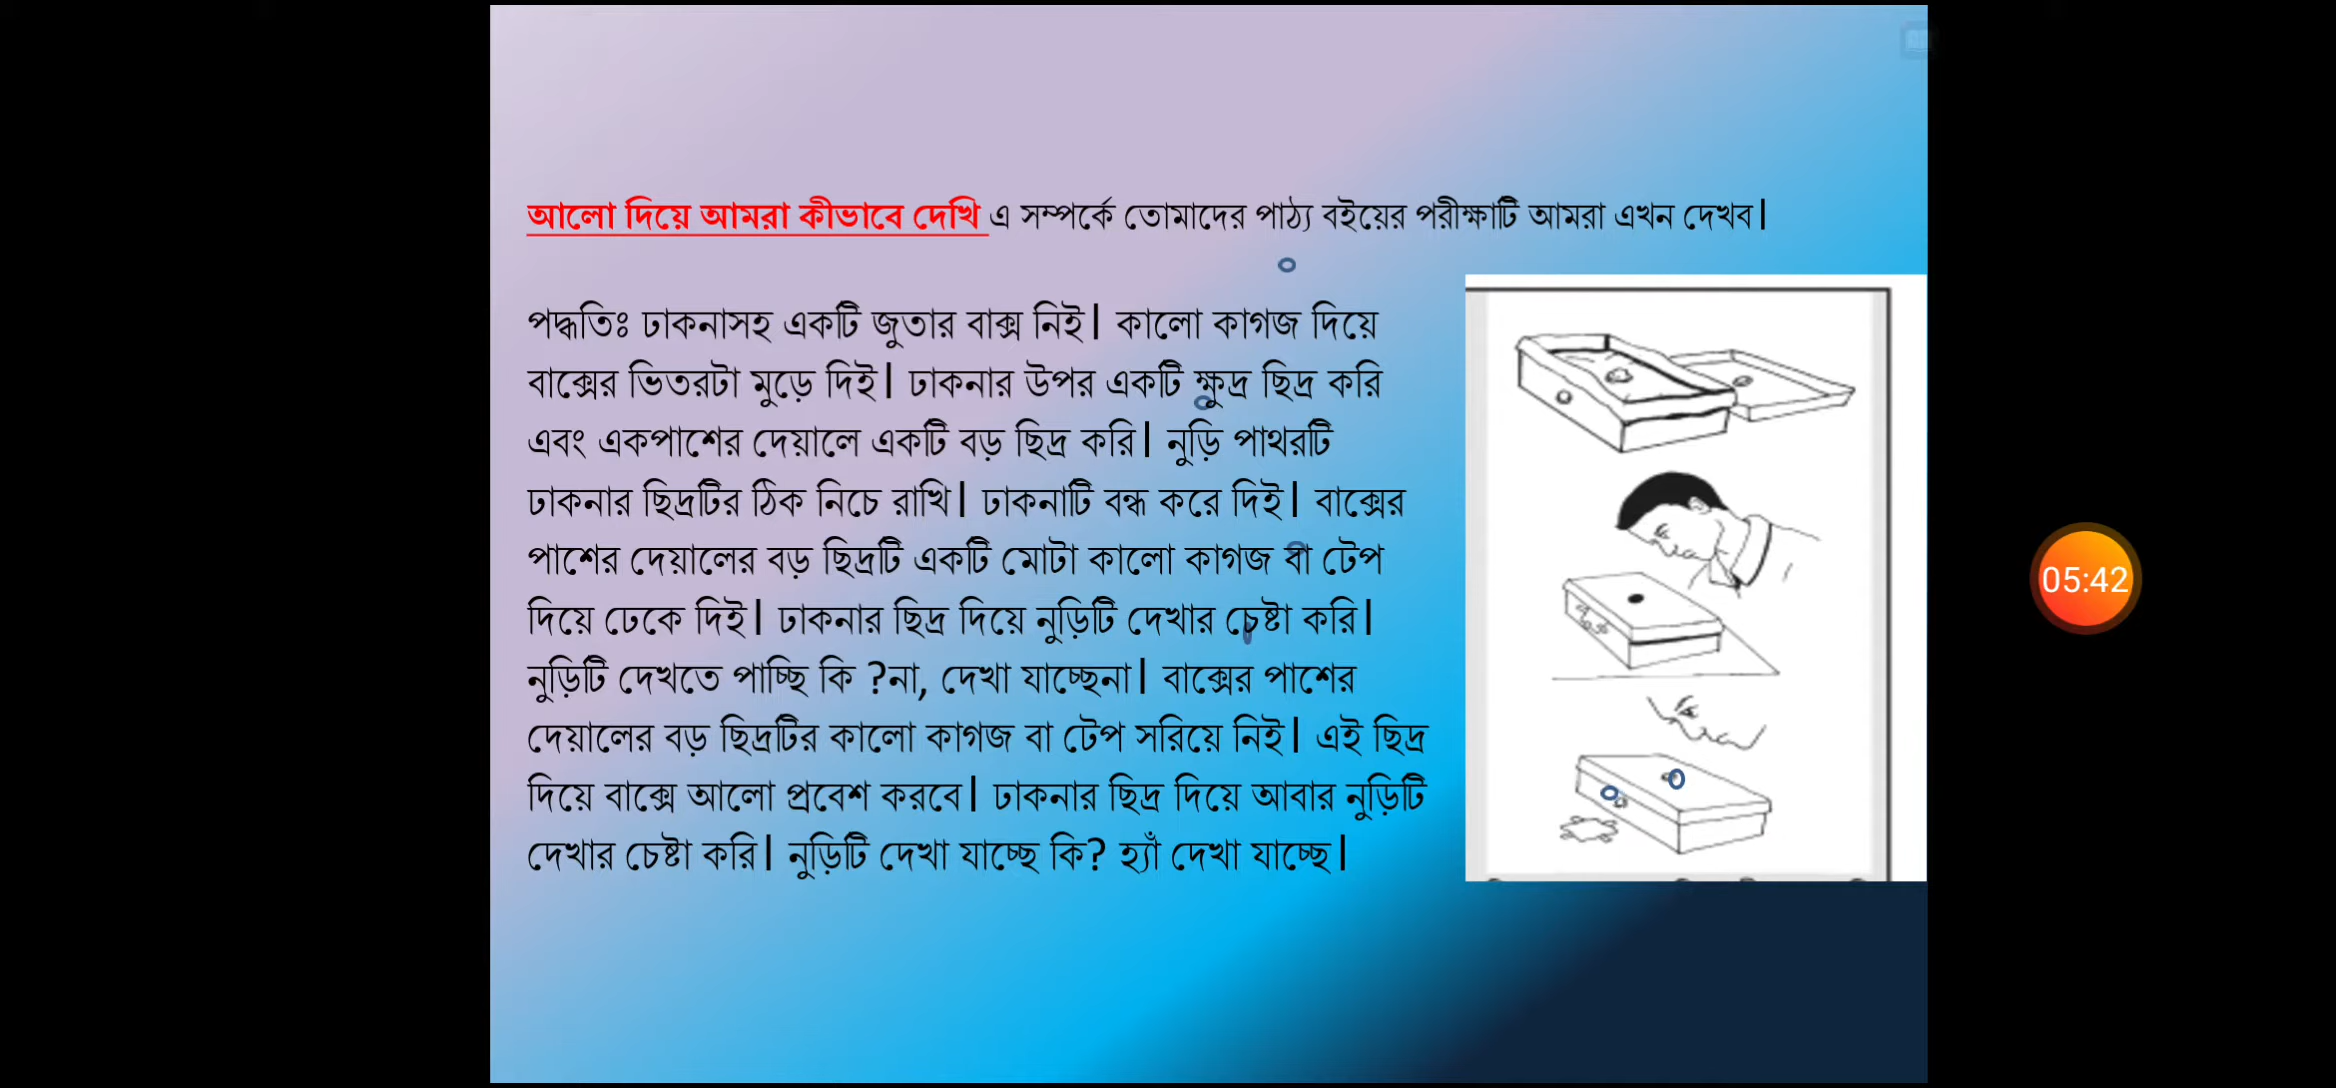 আলো দিয়ে আমরা কীভাবে দেখি এ সম্পর্কে তোমাদের পাঠ্য বইয়ের পরীক্ষাটি আমরা এখন দেখব।
পদ্ধতিঃ ঢাকনাসহ একটি জুতার বাক্স নিই। কালো কাগজ দিয়ে
বাক্সের ভিতরটা মুড়ে দিই। ঢাকনার উপর একটি ক্ষুদ্র ছিদ্র করি
এবং একপাশের দেয়ালে একটি বড় ছিদ্র করি। নুড়ি পাথরটি
ঢাকনার ছিদ্রটির ঠিক নিচে রাখি। ঢাকনাটি বন্ধ করে দিই। বাক্সের
পাশের দেয়ালের বড় ছিদ্রটি একটি মোটা কালো কাগজ বা টেপ
দিয়ে ঢেকে দিই। ঢাকনার ছিদ্র দিয়ে নুড়িটি দেখার চেষ্টা করি।
নুড়িটি দেখতে পাচ্ছি কি ?না, দেখা যাচ্ছেনা। বাক্সের পাশের
দেয়ালের বড় ছিদ্রটির কালো কাগজ বা টেপ সরিয়ে নিই। এই ছিদ্র
দিয়ে বাক্সে আলো প্রবেশ করবে। ঢাকনার ছিদ্র দিয়ে আবার নুড়িটি
দেখার চেষ্টা করি। নুড়িটি দেখা যাচ্ছে কি? হ্যাঁ দেখা যাচ্ছে।
05:42